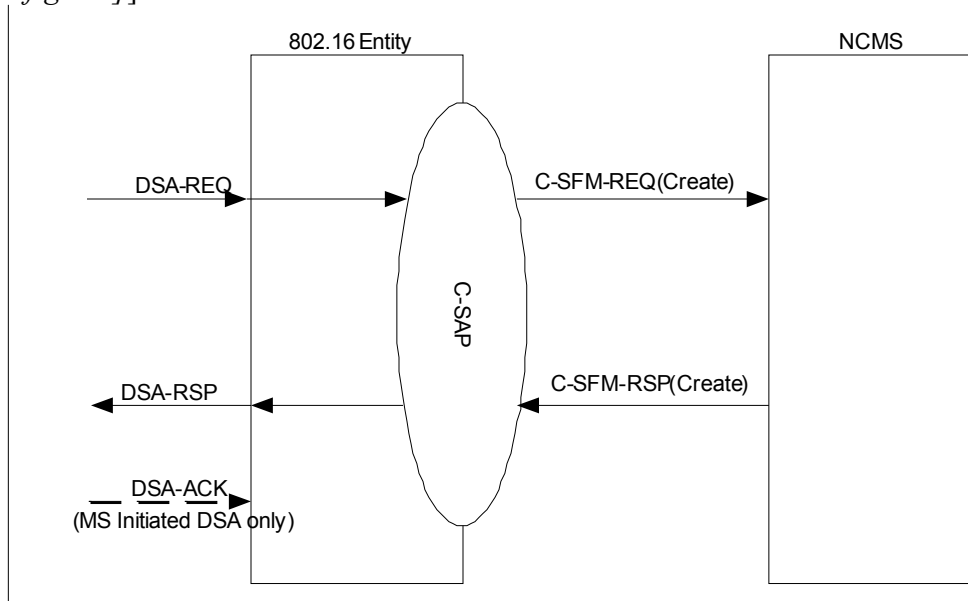 802.16 Entity
NCMS
DSA-REQ
C-SFM-REQ(Create)
C-SAP
DSA-RSP
C-SFM-RSP(Create)
DSA-ACK
(MS Initiated DSA only)